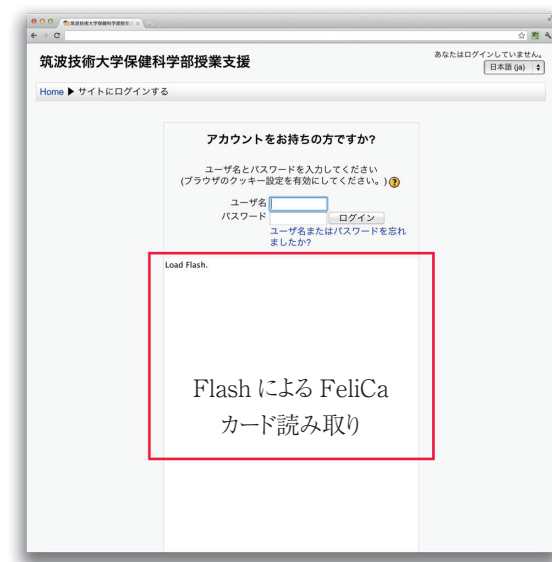 筑波技術大学保健科学部授業支援
あなたはログインしていません。
日本語 (ja)
Home ▶ サイトにログインする
アカウントをお持ちの方ですか?
ユーザ名とパスワードを入力してください
(ブラウザのクッキー設定を有効にしてください。)
ユーザ名
パスワード
ログイン
ユーザ名またはパスワードを忘れ
ましたか?
Load Flash.
Flash による FeliCa
カード読み取り